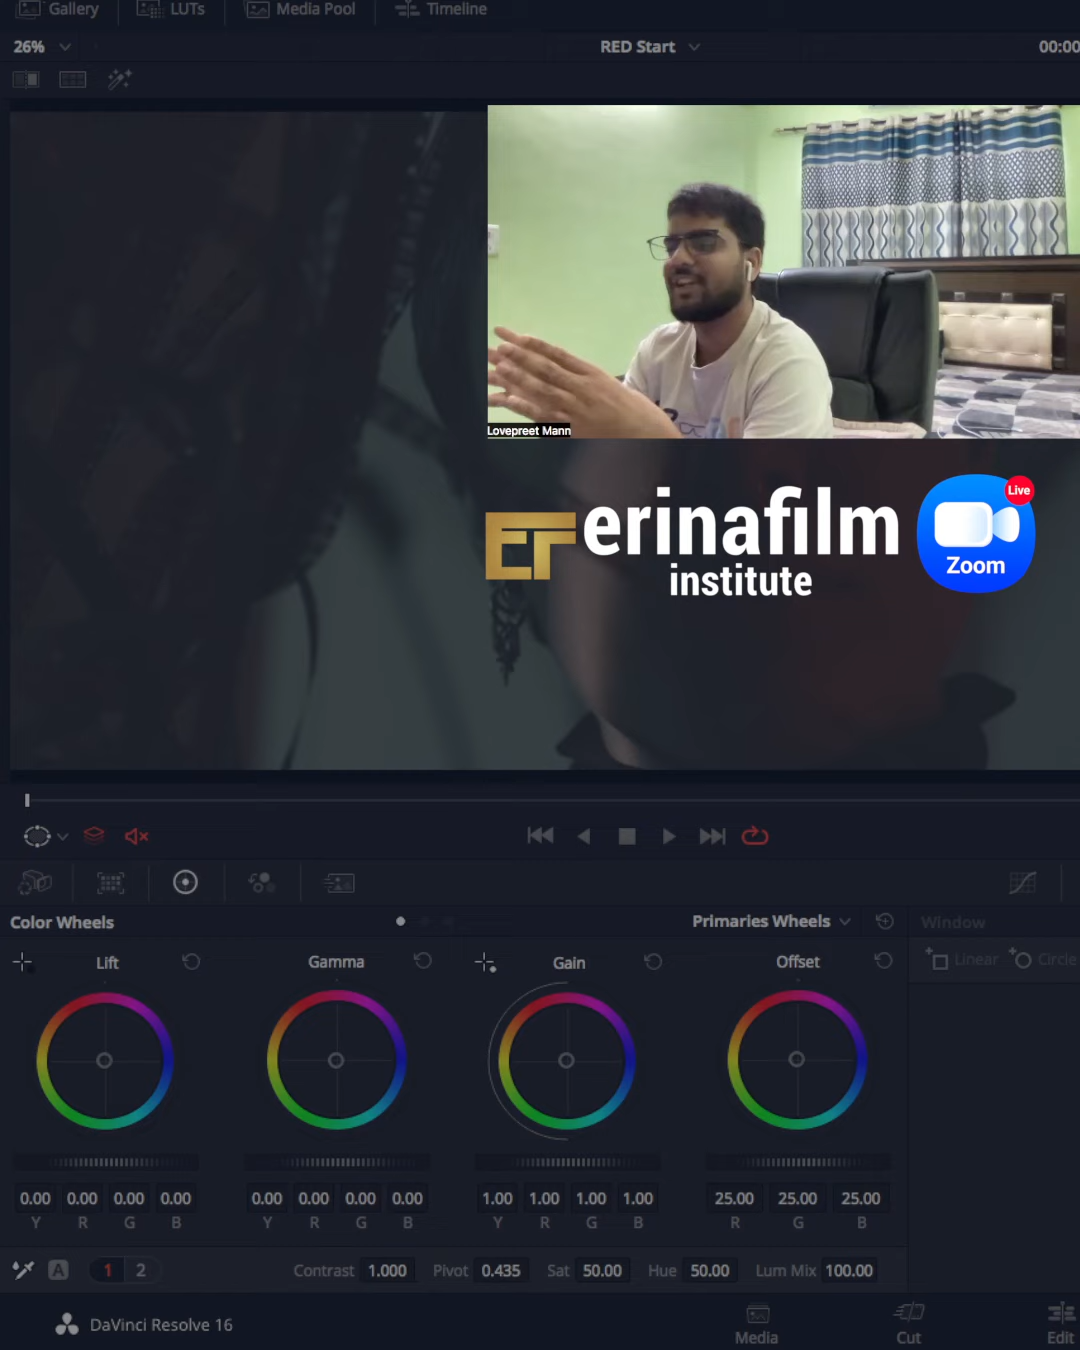 Gallery
LUTs
Media Pool
Timeline
26%
RED Start
00:00
Lovepreet Mann
ET erinafilm
institute
Live
Zoom
Color Wheels
Primaries Wheels
Window
Lift
Gamma
Gain
Offset
Linear
Circle
0.00 0.00 0.00 0.00
Y R G B
0.00 0.00 0.00 0.00
Y R G B
1.00 1.00 1.00 1.00
Y R G B
25.00 25.00 25.00
R G B
A
1 2
Contrast 1.000
Pivot 0.435
Sat 50.00
Hue 50.00
Lum Mix 100.00
DaVinci Resolve 16
Media
Cut
Edit